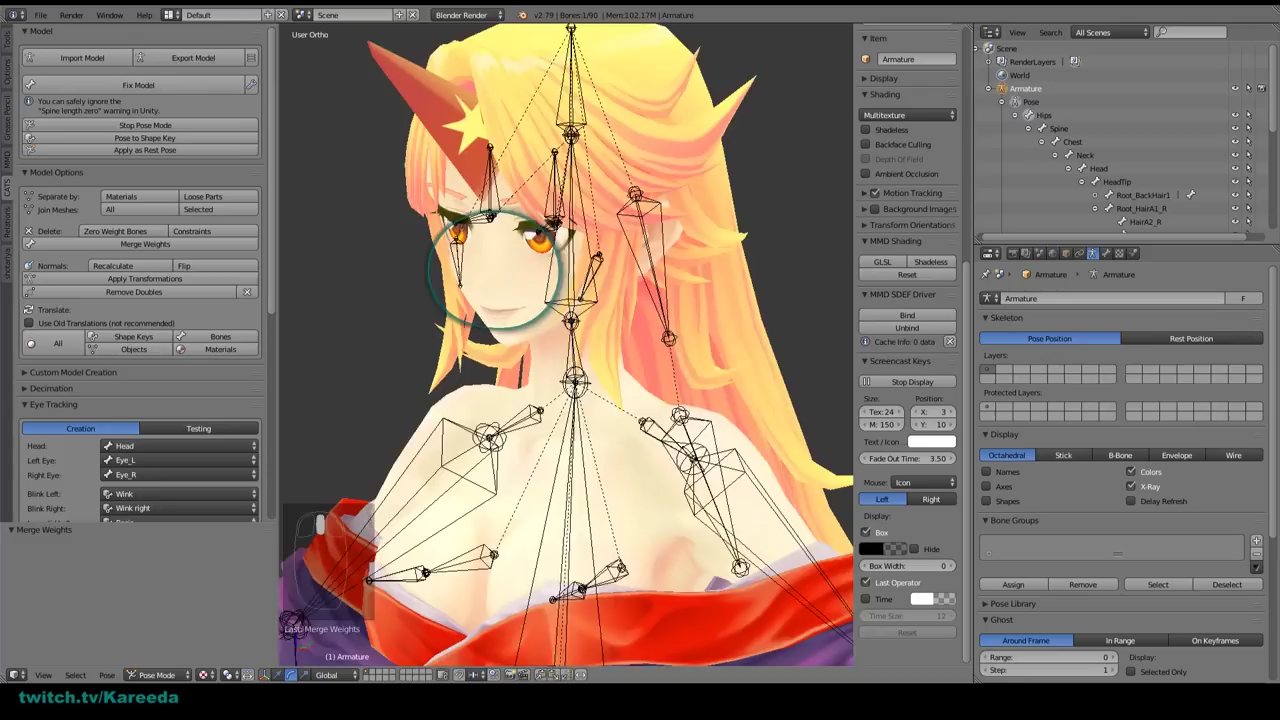 File Render Window Help Default Scene Blender Render v2.79 | Bones:1/90 | Mem:102.17M | Armature
Tools
Options
Grease Pencil
MMD
CATS
Relations
Model
Import Model Export Model
Fix Model
You can safely ignore the
"Spine length zero" warning in Unity.
Stop Pose Mode
Pose to Shape Key
Apply as Rest Pose
Model Options
Separate by: Materials Loose Parts
Join Meshes: All Selected
Delete: Zero Weight Bones Constraints
Merge Weights
Normals: Recalculate Flip
Apply Transformations
Remove Doubles
Translate:
Use Old Translations (not recommended)
All Shape Keys Bones
Objects Materials
Custom Model Creation
Decimation
Eye Tracking
Creation Testing
Head: Head
Left Eye: Eye_L
Right Eye: Eye_R
Blink Left: Wink
Blink Right: Wink right
Merge Weights
User Ortho
Last: Merge Weights
(1) Armature
View Select Pose Pose Mode Global
Item
Armature
Display
Shading
Multitexture
Shadeless
Backface Culling
Depth Of Field
Ambient Occlusion
Motion Tracking
Background Images
Transform Orientations
MMD Shading
GLSL Shadeless
Reset
MMD SDEF Driver
Bind
Unbind
Cache Info: 0 data
Screencast Keys
Stop Display
Size: Position:
Tex: 24 X: 3
M: 150 Y: 10
Text / Icon
Fade Out Time: 3.50
Mouse: Icon
Left Right
Display:
Box
Hide
Box Width: 0
Last Operator
Time
Time Size: 12
Reset
View Search All Scenes
Scene
RenderLayers
World
Armature
Pose
Hips
Spine
Chest
Neck
Head
HeadTip
Root_BackHair1
Root_HairA1_R
HairA2_R
Armature Armature
Armature F
Skeleton
Pose Position Rest Position
Layers:
Protected Layers:
Display
Octahedral Stick B-Bone Envelope Wire
Names Colors
Axes X-Ray
Shapes Delay Refresh
Bone Groups
Assign Remove Select Deselect
Pose Library
Ghost
Around Frame In Range On Keyframes
Range: 0 Display:
Step: 1 Selected Only
twitch.tv/Kareeda